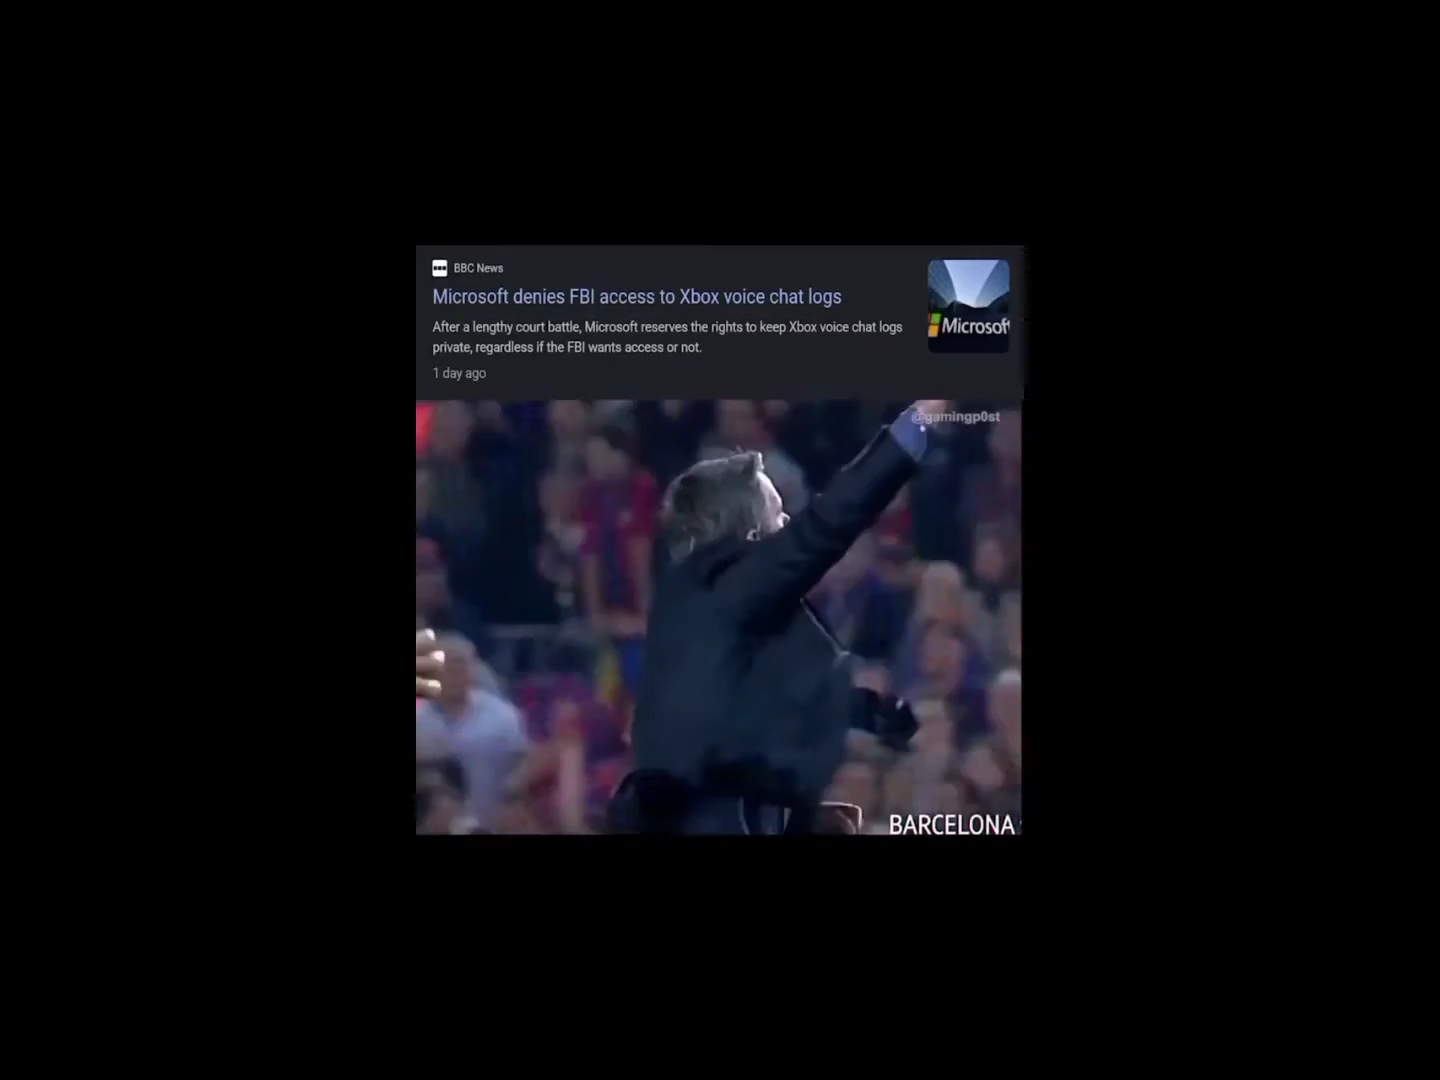 BBC News
Microsoft denies FBI access to Xbox voice chat logs
After a lengthy court battle, Microsoft reserves the rights to keep Xbox voice chat logs
private, regardless if the FBI wants access or not.
1 day ago
Microsoft
@gamingp0st
BARCELONA